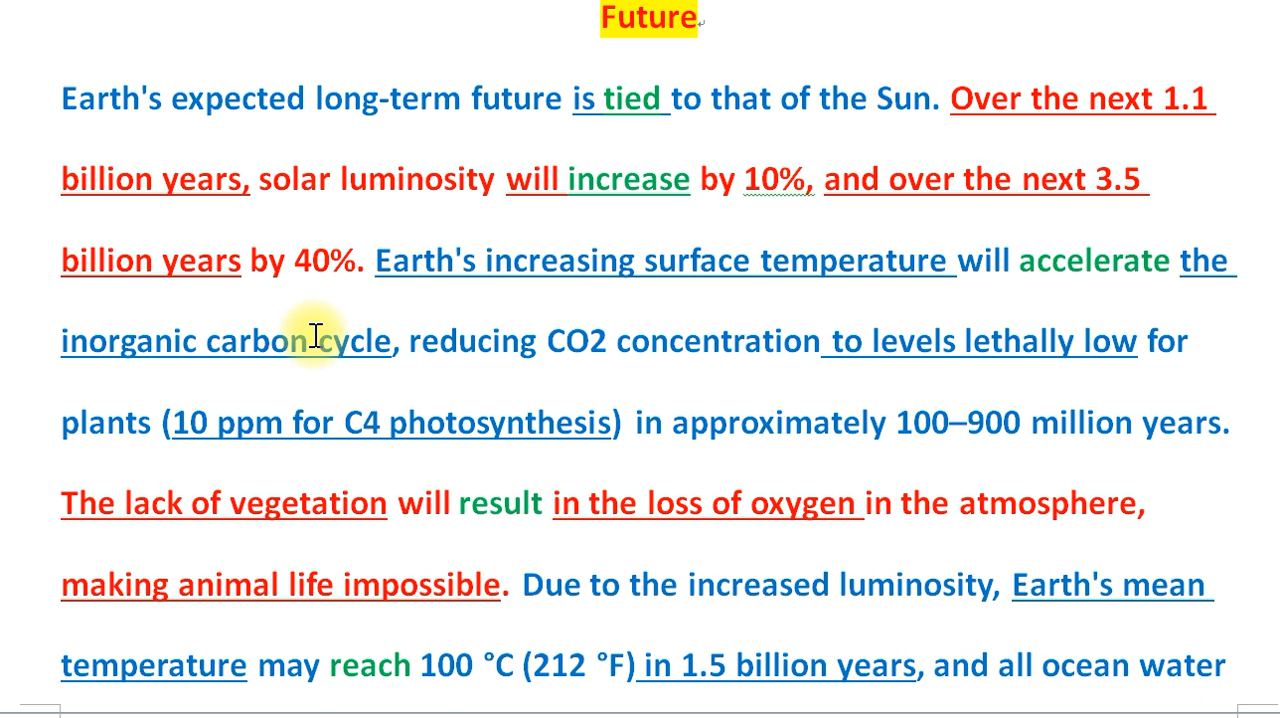 Future
Earth's expected long-term future is tied to that of the Sun. Over the next 1.1
billion years, solar luminosity will increase by 10%, and over the next 3.5
billion years by 40%. Earth's increasing surface temperature will accelerate the
inorganic carbon cycle, reducing CO2 concentration to levels lethally low for
plants (10 ppm for C4 photosynthesis) in approximately 100–900 million years.
The lack of vegetation will result in the loss of oxygen in the atmosphere,
making animal life impossible. Due to the increased luminosity, Earth's mean
temperature may reach 100 °C (212 °F) in 1.5 billion years, and all ocean water